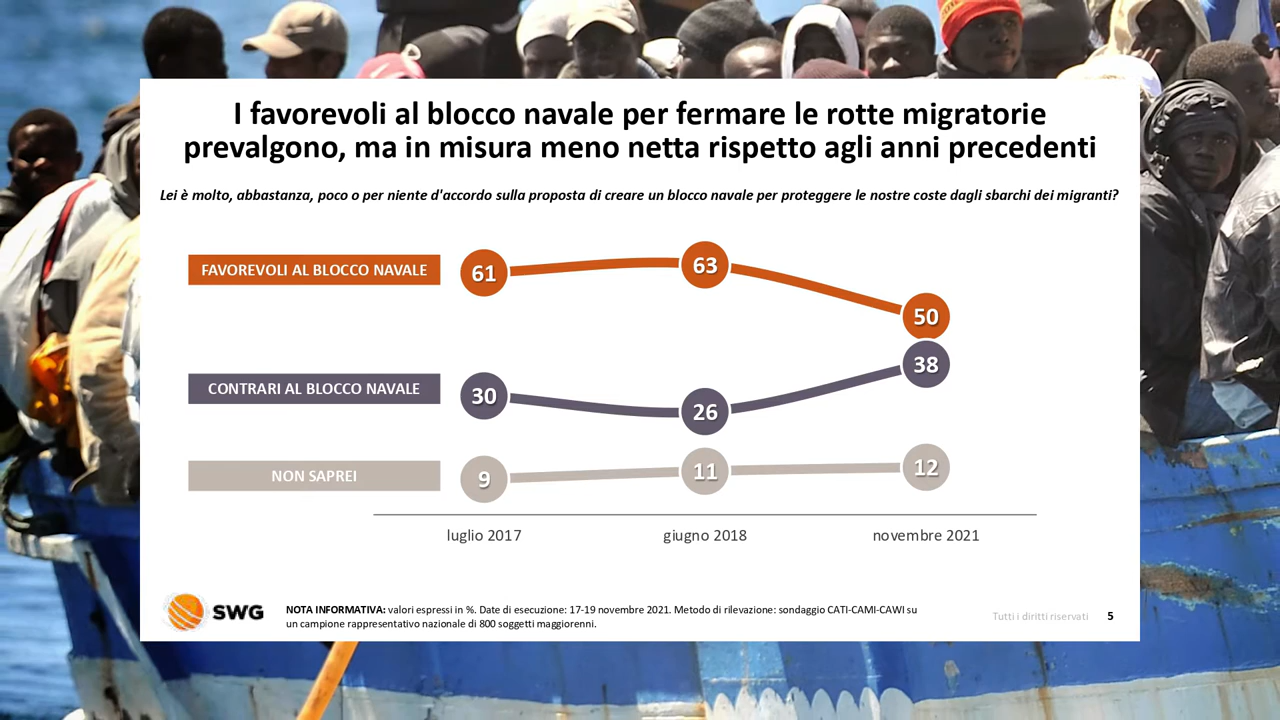 I favorevoli al blocco navale per fermare le rotte migratorie
prevalgono, ma in misura meno netta rispetto agli anni precedenti
Lei è molto, abbastanza, poco o per niente d'accordo sulla proposta di creare un blocco navale per proteggere le nostre coste dagli sbarchi dei migranti?
FAVOREVOLI AL BLOCCO NAVALE
61
63
50
CONTRARI AL BLOCCO NAVALE
30
26
38
NON SAPREI
9
11
12
luglio 2017
giugno 2018
novembre 2021
SWG
NOTA INFORMATIVA: valori espressi in %. Date di esecuzione: 17-19 novembre 2021. Metodo di rilevazione: sondaggio CATI-CAMI-CAWI su
un campione rappresentativo nazionale di 800 soggetti maggiorenni.
Tutti i diritti riservati
5